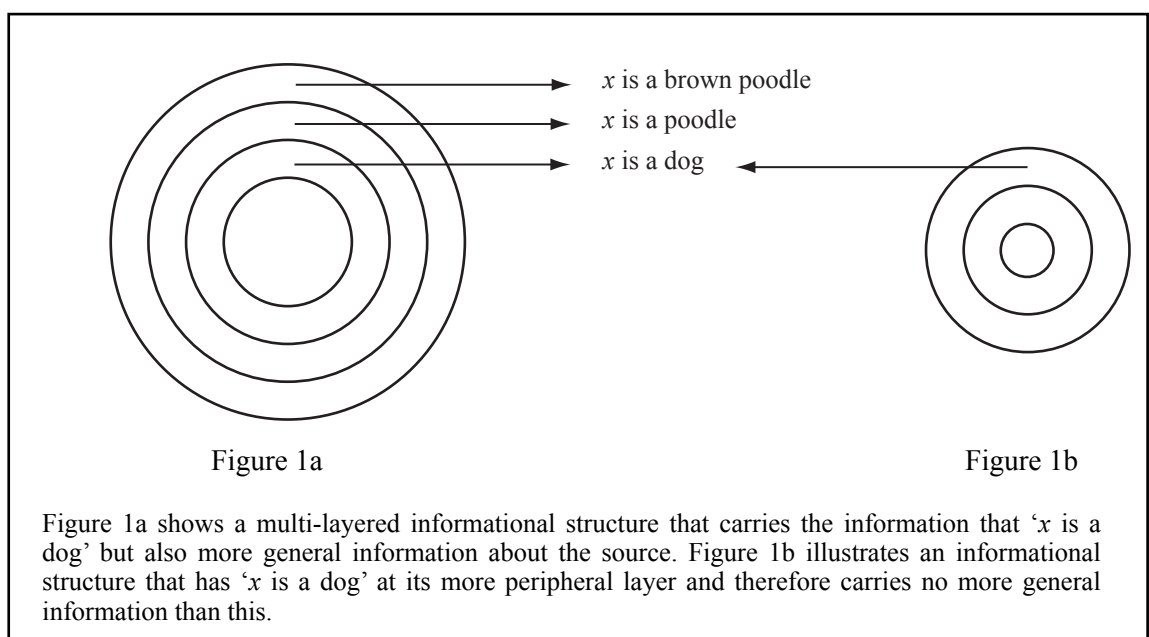 x is a brown poodle
x is a poodle
x is a dog
Figure 1a
Figure 1b
Figure 1a shows a multi-layered informational structure that carries the information that ‘x is a
dog’ but also more general information about the source. Figure 1b illustrates an informational
structure that has ‘x is a dog’ at its more peripheral layer and therefore carries no more general
information than this.